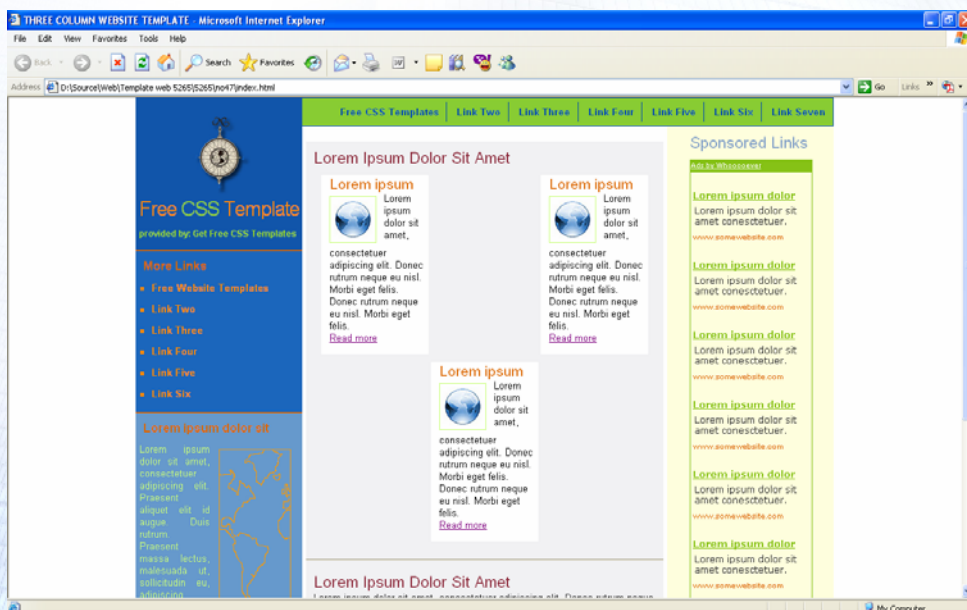 THREE COLUMN WEBSITE TEMPLATE - Microsoft Internet Explorer
File Edit View Favorites Tools Help
Back Search Favorites
Address D:\Source\Web\Template web 5265\5265\no47\index.html Go Links
Free CSS Templates Link Two Link Three Link Four Link Five Link Six Link Seven
Free CSS Template
provided by: Get Free CSS Templates
More Links
Free Website Templates
Link Two
Link Three
Link Four
Link Five
Link Six
Lorem ipsum dolor sit
Lorem ipsum
dolor sit amet,
consectetuer
adipiscing elit.
Praesent
aliquet elit id
augue. Duis
rutrum.
Praesent
massa lectus,
malesuada ut,
sollicitudin eu,
adipiscing
Lorem Ipsum Dolor Sit Amet
Lorem ipsum
Lorem
ipsum
dolor sit
amet,
consectetuer
adipiscing elit. Donec
rutrum neque eu nisl.
Morbi eget felis.
Donec rutrum neque
eu nisl. Morbi eget
felis.
Read more
Lorem ipsum
Lorem
ipsum
dolor sit
amet,
consectetuer
adipiscing elit. Donec
rutrum neque eu nisl.
Morbi eget felis.
Donec rutrum neque
eu nisl. Morbi eget
felis.
Read more
Lorem ipsum
Lorem
ipsum
dolor sit
amet,
consectetuer
adipiscing elit. Donec
rutrum neque eu nisl.
Morbi eget felis.
Donec rutrum neque
eu nisl. Morbi eget
felis.
Read more
Lorem Ipsum Dolor Sit Amet
Lorem ipsum dolor sit amet, consectetuer adipiscing elit. Donec rutrum neque
Sponsored Links
Ads by Whoooever
Lorem ipsum dolor
Lorem ipsum dolor sit
amet conesctetuer.
www.somewebsite.com
Lorem ipsum dolor
Lorem ipsum dolor sit
amet conesctetuer.
www.somewebsite.com
Lorem ipsum dolor
Lorem ipsum dolor sit
amet conesctetuer.
www.somewebsite.com
Lorem ipsum dolor
Lorem ipsum dolor sit
amet conesctetuer.
www.somewebsite.com
Lorem ipsum dolor
Lorem ipsum dolor sit
amet conesctetuer.
www.somewebsite.com
Lorem ipsum dolor
Lorem ipsum dolor sit
amet conesctetuer.
www.somewebsite.com
My Computer